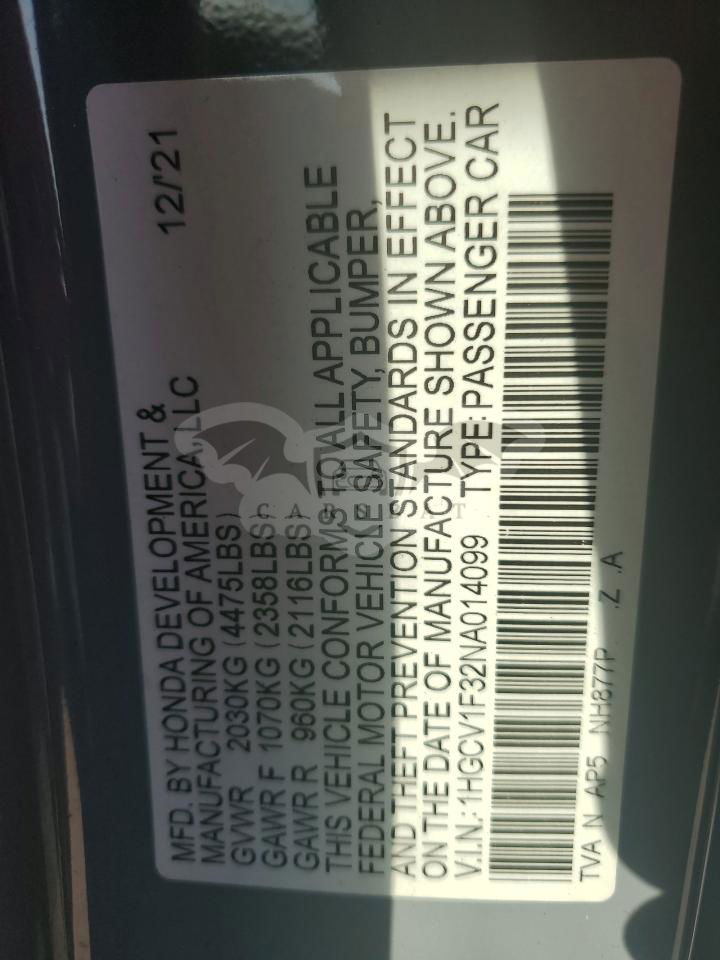 MFD. BY HONDA DEVELOPMENT &
MANUFACTURING OF AMERICA, LLC 12/'21
GVWR 2030KG (4475LBS)
GAWR F 1070KG (2358LBS)
GAWR R 960KG (2116LBS)
THIS VEHICLE CONFORMS TO ALL APPLICABLE
FEDERAL MOTOR VEHICLE SAFETY, BUMPER,
AND THEFT PREVENTION STANDARDS IN EFFECT
ON THE DATE OF MANUFACTURE SHOWN ABOVE.
V.I.N.: 1HGCV1F32NA014099 TYPE: PASSENGER CAR
TVA N AP5 NH877P .Z .A